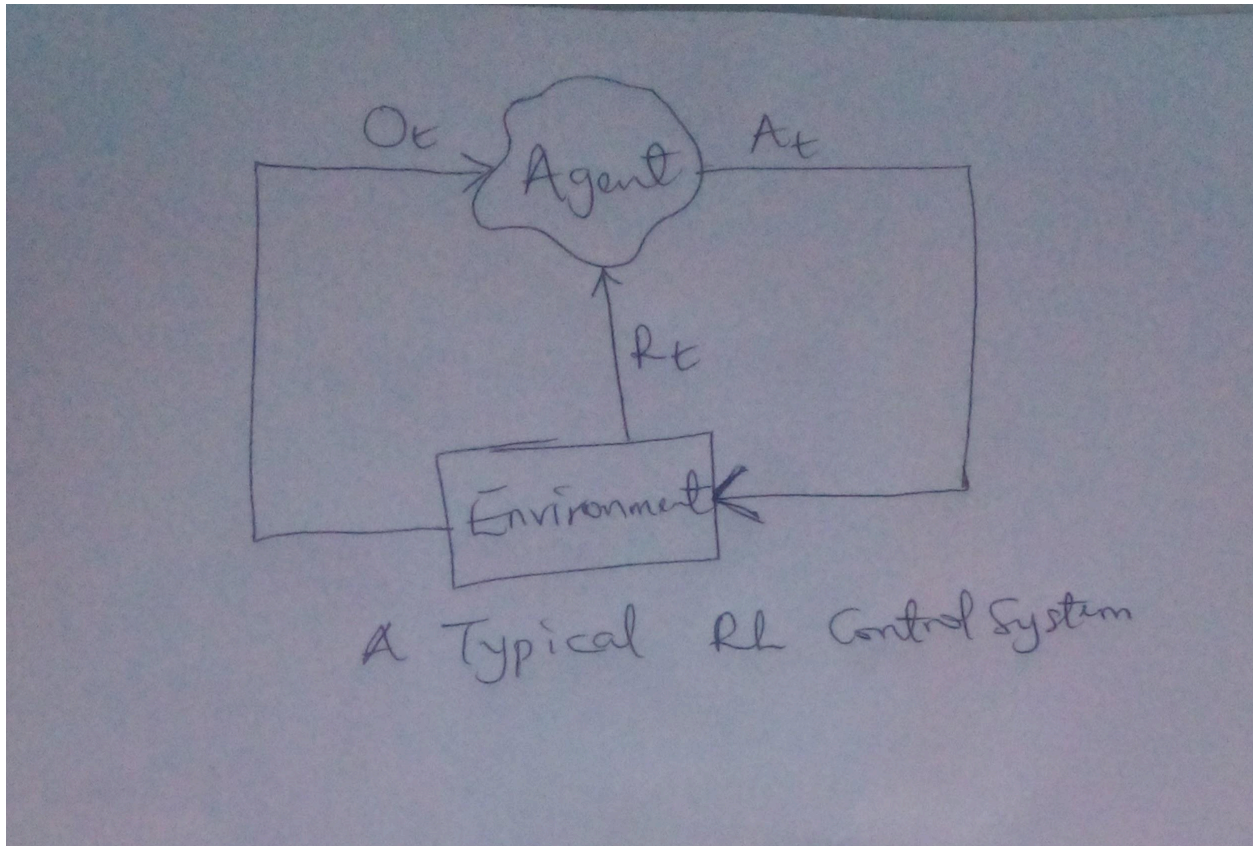 Ot
Agent
At
Rt
Environment
A Typical RL Control System